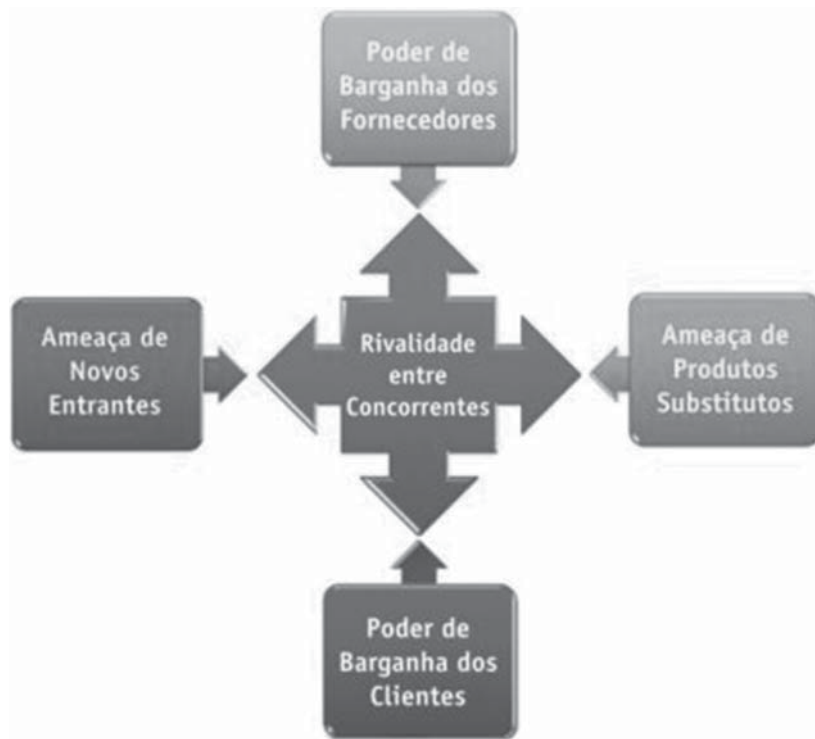 Poder de
Barganha dos
Fornecedores
Ameaça de
Novos
Entrantes
Rivalidade
entre
Concorrentes
Ameaça de
Produtos
Substitutos
Poder de
Barganha dos
Clientes